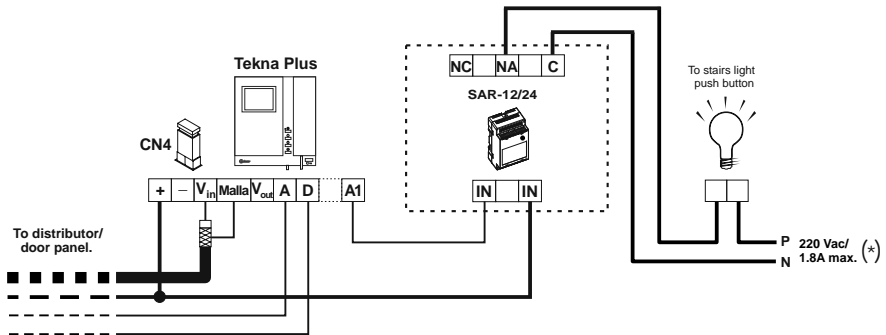 Tekna Plus
CN4
+ – Vin Malla Vout A D A1
To distributor/
door panel.
NC NA C
SAR-12/24
IN IN
To stairs light
push button
P 220 Vac/
N 1.8A max. (*)